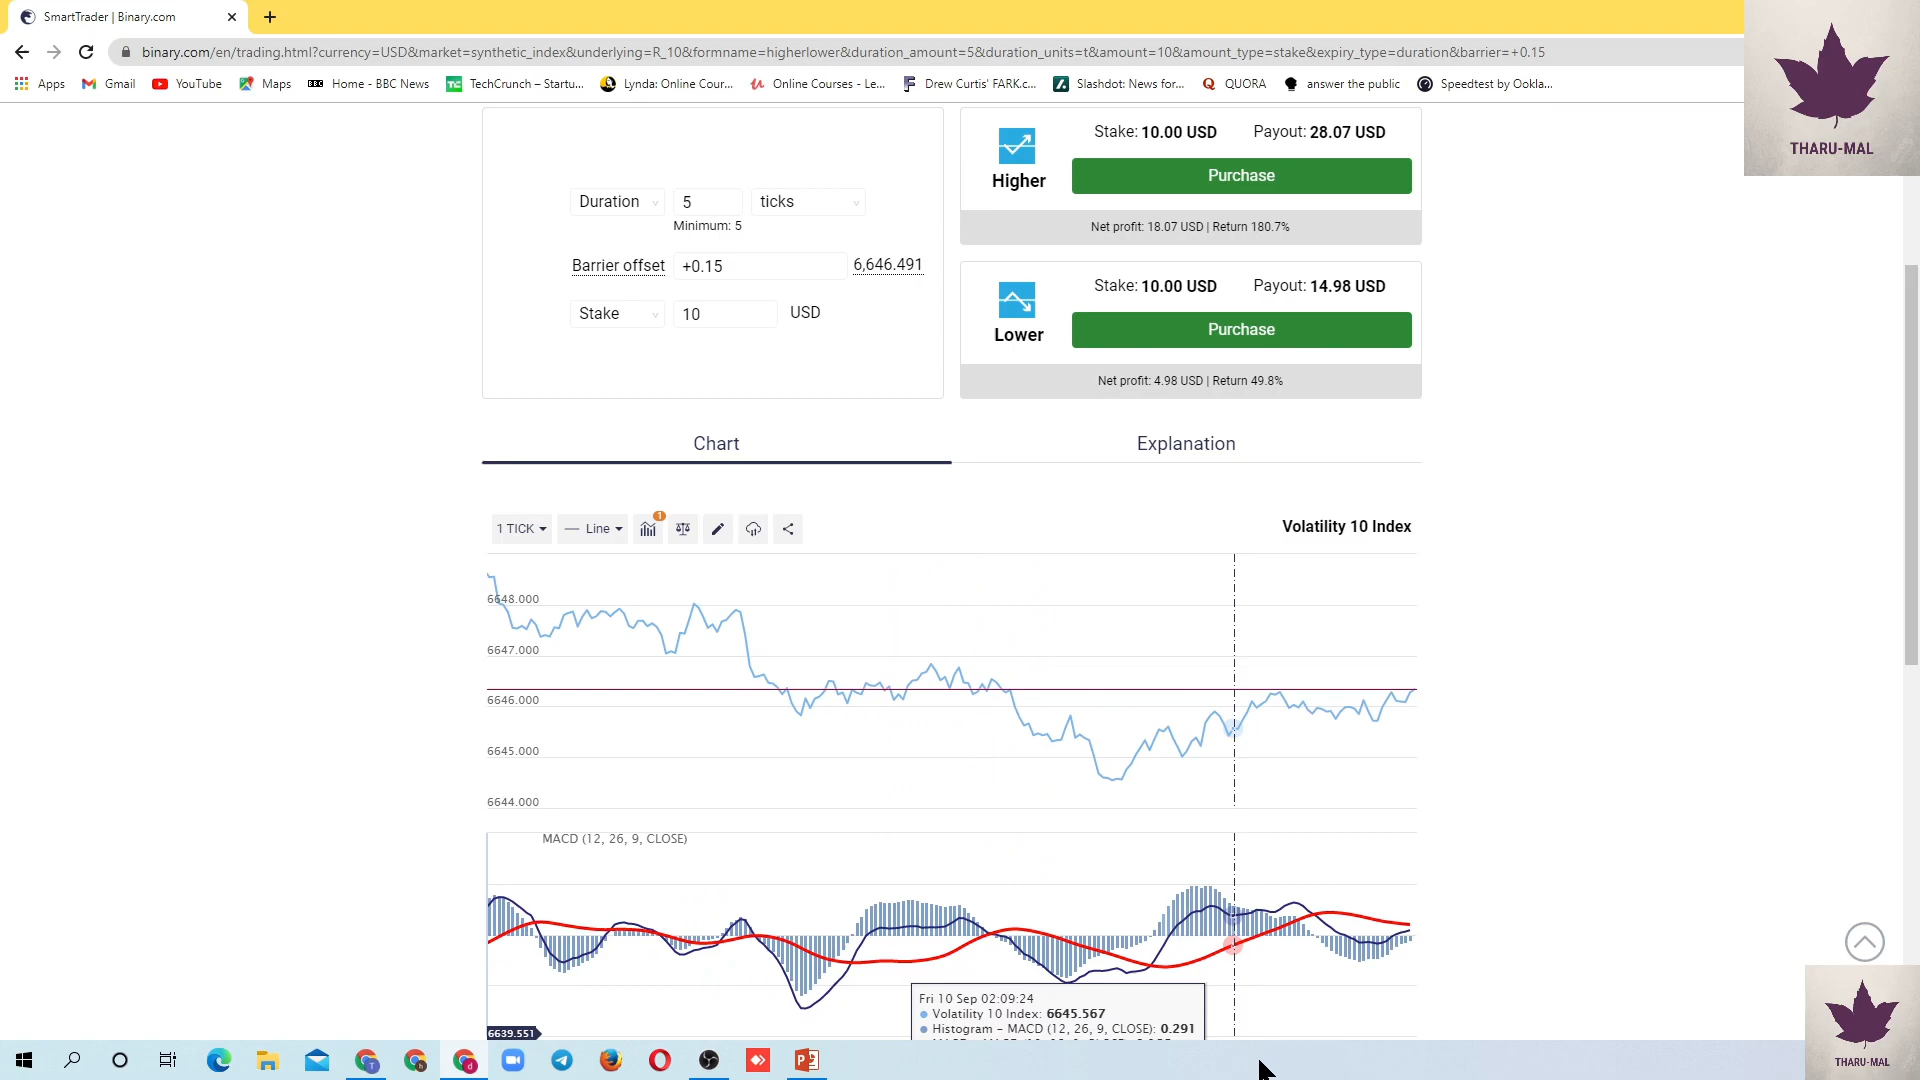 SmartTrader | Binary.com
binary.com/en/trading.html?currency=USD&market=synthetic_index&underlying=R_10&formname=higherlower&duration_amount=5&duration_units=t&amount=10&amount_type=stake&expiry_type=duration&barrier=+0.15
Apps Gmail YouTube Maps Home - BBC News TechCrunch – Startu... Lynda: Online Cour... Online Courses - Le... Drew Curtis' FARK.c... Slashdot: News for... QUORA answer the public Speedtest by Ookla...
THARU-MAL
Stake: 10.00 USD Payout: 28.07 USD
Higher
Purchase
Net profit: 18.07 USD | Return 180.7%
Duration 5 ticks
Minimum: 5
Barrier offset +0.15 6,646.491
Stake 10 USD
Stake: 10.00 USD Payout: 14.98 USD
Lower
Purchase
Net profit: 4.98 USD | Return 49.8%
Chart Explanation
1 TICK Line 1 Volatility 10 Index
6648.000
6647.000
6646.000
6645.000
6644.000
MACD (12, 26, 9, CLOSE)
Fri 10 Sep 02:09:24
Volatility 10 Index: 6645.567
Histogram - MACD (12, 26, 9, CLOSE): 0.291
6639.551
THARU-MAL